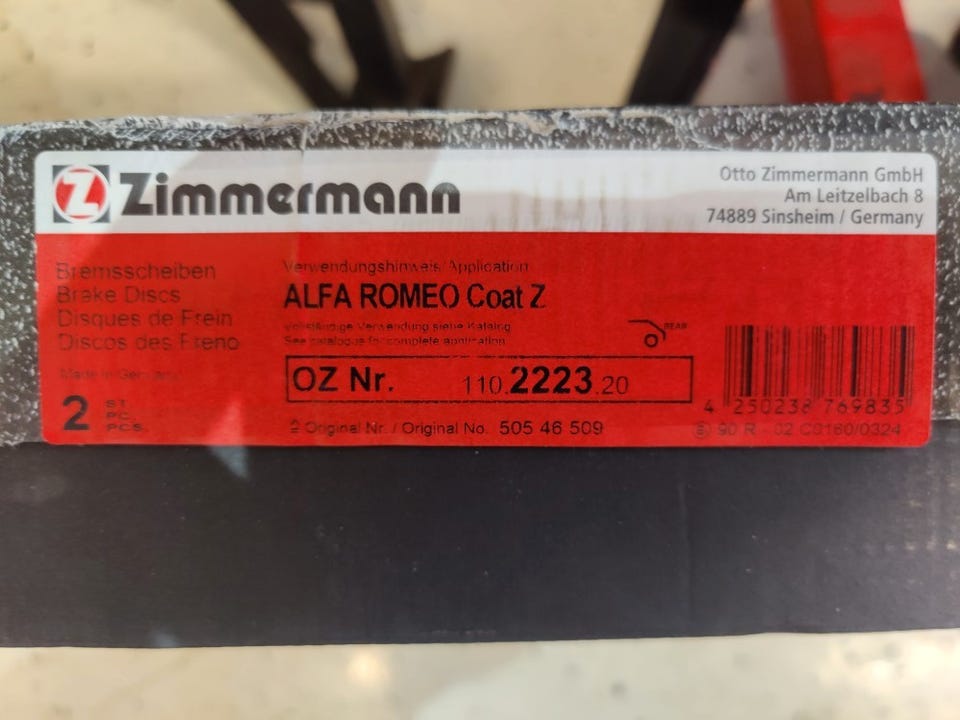 Z Zimmermann
Otto Zimmermann GmbH
Am Leitzelbach 8
74889 Sinsheim / Germany
Bremsscheiben
Brake Discs
Disques de Frein
Discos des Freno
Made in Germany
2 ST.
PC.
PCS.
Verwendungshinweis/Application
ALFA ROMEO Coat Z
Vollständige Verwendung siehe Katalog
See catalogue for complete application
REAR
OZ Nr. 110.2223.20
≙ Original Nr. / Original No. 505 46 509
4 250238 769835
90 R - 02 C0160/0324